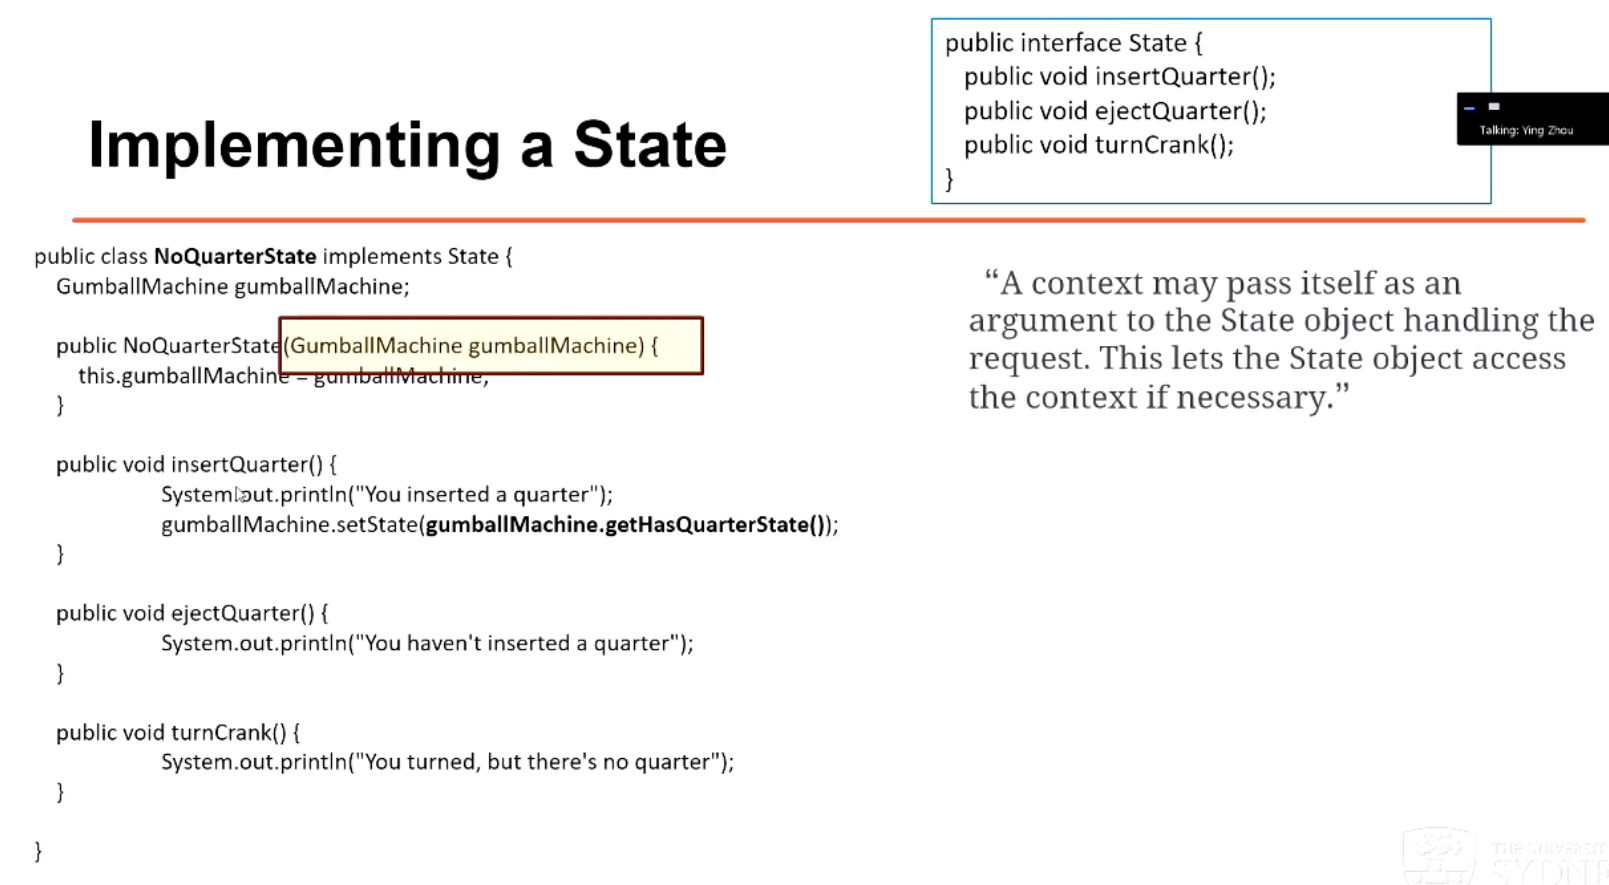 public interface State {
public void insertQuarter();
public void ejectQuarter();
public void turnCrank();
}
Talking: Ying Zhou
Implementing a State
public class NoQuarterState implements State {
GumballMachine gumballMachine;
public NoQuarterState(GumballMachine gumballMachine) {
this.gumballMachine = gumballMachine;
}
public void insertQuarter() {
System.out.println("You inserted a quarter");
gumballMachine.setState(gumballMachine.getHasQuarterState());
}
public void ejectQuarter() {
System.out.println("You haven't inserted a quarter");
}
public void turnCrank() {
System.out.println("You turned, but there's no quarter");
}
}
“A context may pass itself as an
argument to the State object handling the
request. This lets the State object access
the context if necessary.”
THE UNIVERSIT
SYDNE